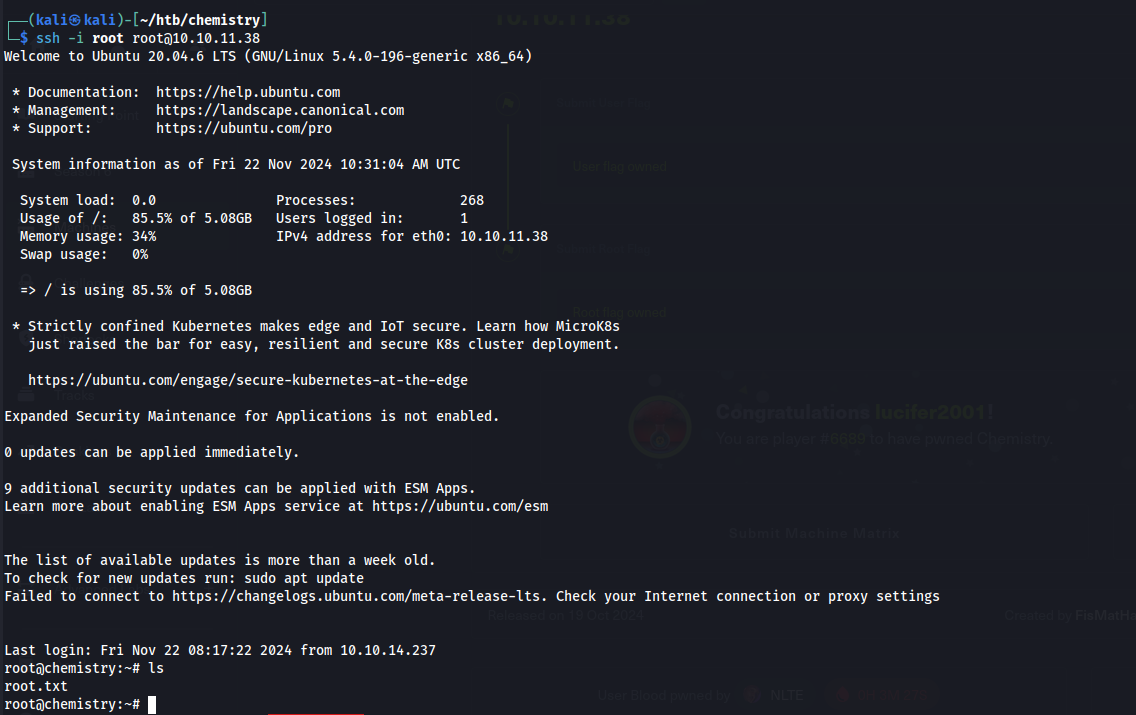 10.10.11.38
┌──(kali㉿kali)-[~/htb/chemistry]
└─$ ssh -i root root@10.10.11.38
Welcome to Ubuntu 20.04.6 LTS (GNU/Linux 5.4.0-196-generic x86_64)
* Documentation:  https://help.ubuntu.com
* Management:     https://landscape.canonical.com
* Support:        https://ubuntu.com/pro
System information as of Fri 22 Nov 2024 10:31:04 AM UTC
System load:  0.0               Processes:             268
Usage of /:   85.5% of 5.08GB   Users logged in:       1
Memory usage: 34%               IPv4 address for eth0: 10.10.11.38
Swap usage:   0%
=> / is using 85.5% of 5.08GB
* Strictly confined Kubernetes makes edge and IoT secure. Learn how MicroK8s
just raised the bar for easy, resilient and secure K8s cluster deployment.
https://ubuntu.com/engage/secure-kubernetes-at-the-edge
Expanded Security Maintenance for Applications is not enabled.
0 updates can be applied immediately.
9 additional security updates can be applied with ESM Apps.
Learn more about enabling ESM Apps service at https://ubuntu.com/esm
The list of available updates is more than a week old.
To check for new updates run: sudo apt update
Failed to connect to https://changelogs.ubuntu.com/meta-release-lts. Check your Internet connection or proxy settings
Last login: Fri Nov 22 08:17:22 2024 from 10.10.14.237
root@chemistry:~# ls
root.txt
root@chemistry:~#
User flag owned
Root flag owned
Tracks
Congratulations lucifer2001!
You are player #6689 to have pwned Chemistry
Submit Machine Matrix
Released on 19 Oct 2024
Created by FisMatHa
User Blood pwned by
NLTE